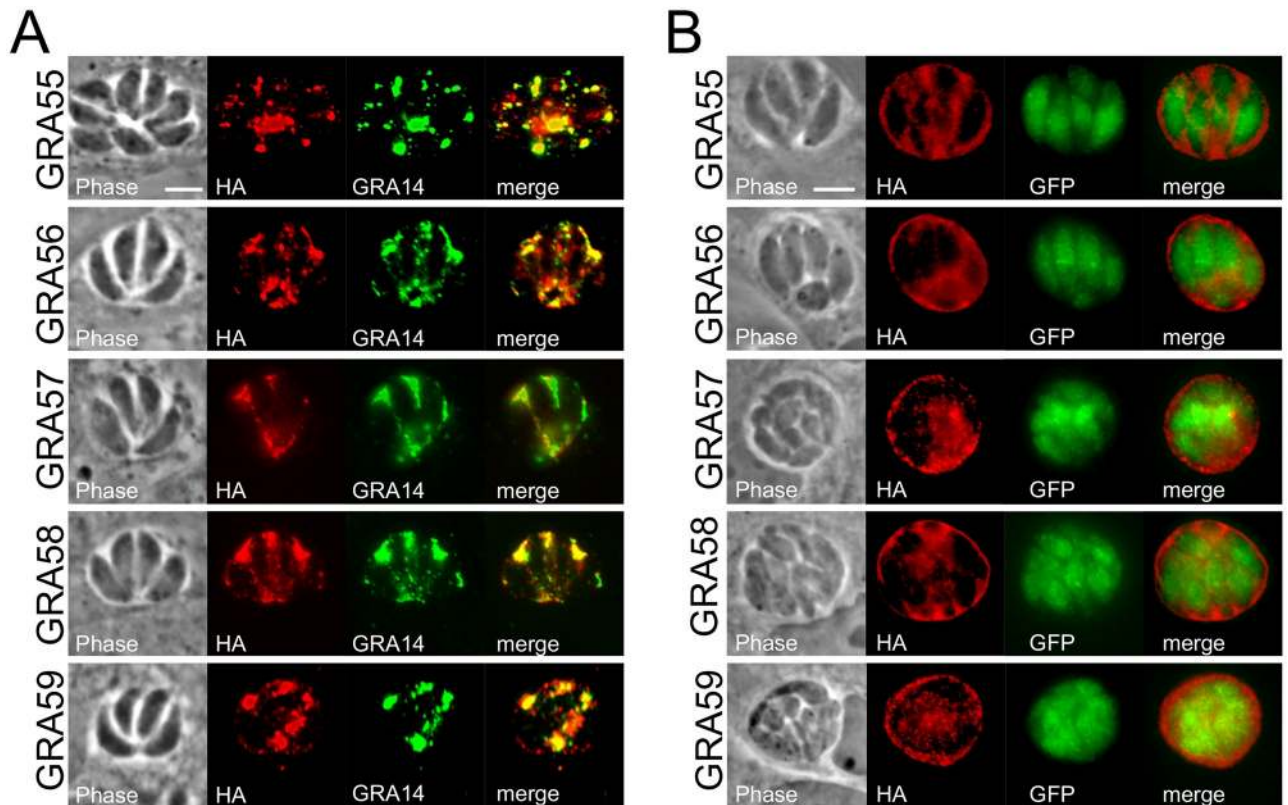 A
B
GRA55
Phase
HA
GRA14
merge
GRA55
Phase
HA
GFP
merge
GRA56
Phase
HA
GRA14
merge
GRA56
Phase
HA
GFP
merge
GRA57
Phase
HA
GRA14
merge
GRA57
Phase
HA
GFP
merge
GRA58
Phase
HA
GRA14
merge
GRA58
Phase
HA
GFP
merge
GRA59
Phase
HA
GRA14
merge
GRA59
Phase
HA
GFP
merge